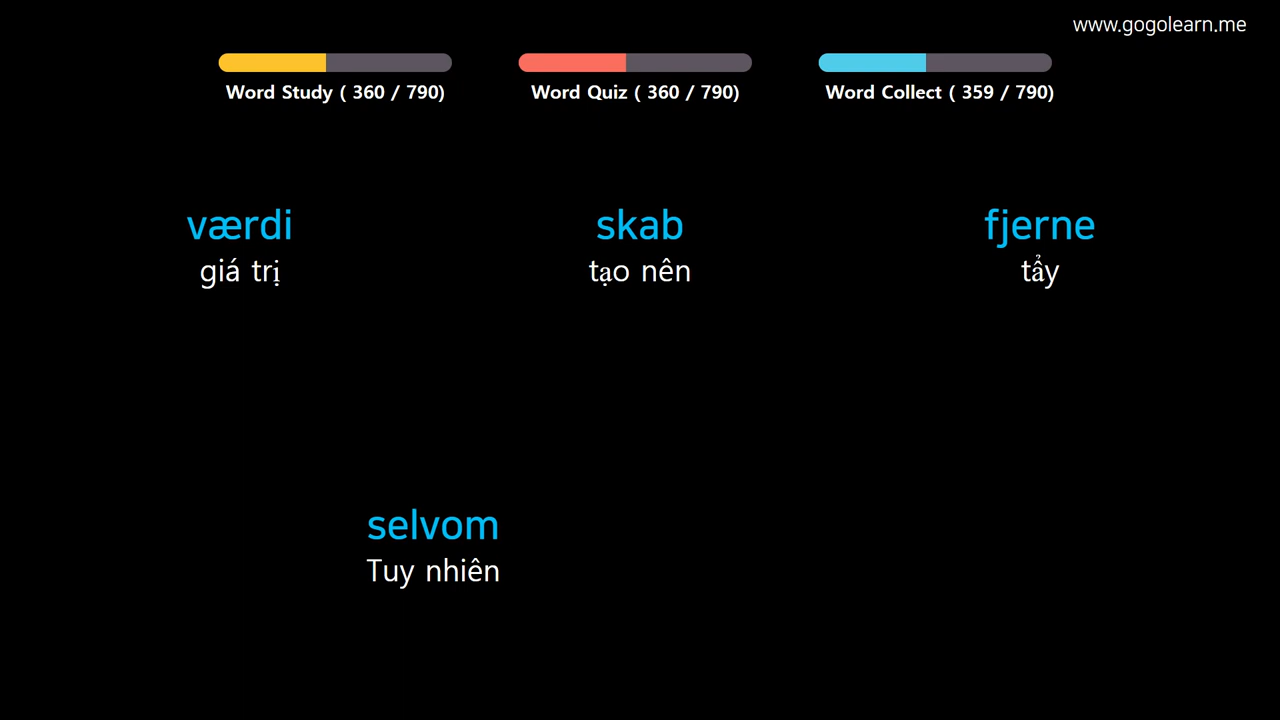 www.gogolearn.me
Word Study ( 360 / 790)
Word Quiz ( 360 / 790)
Word Collect ( 359 / 790)
værdi
giá trị
skab
tạo nên
fjerne
tẩy
selvom
Tuy nhiên